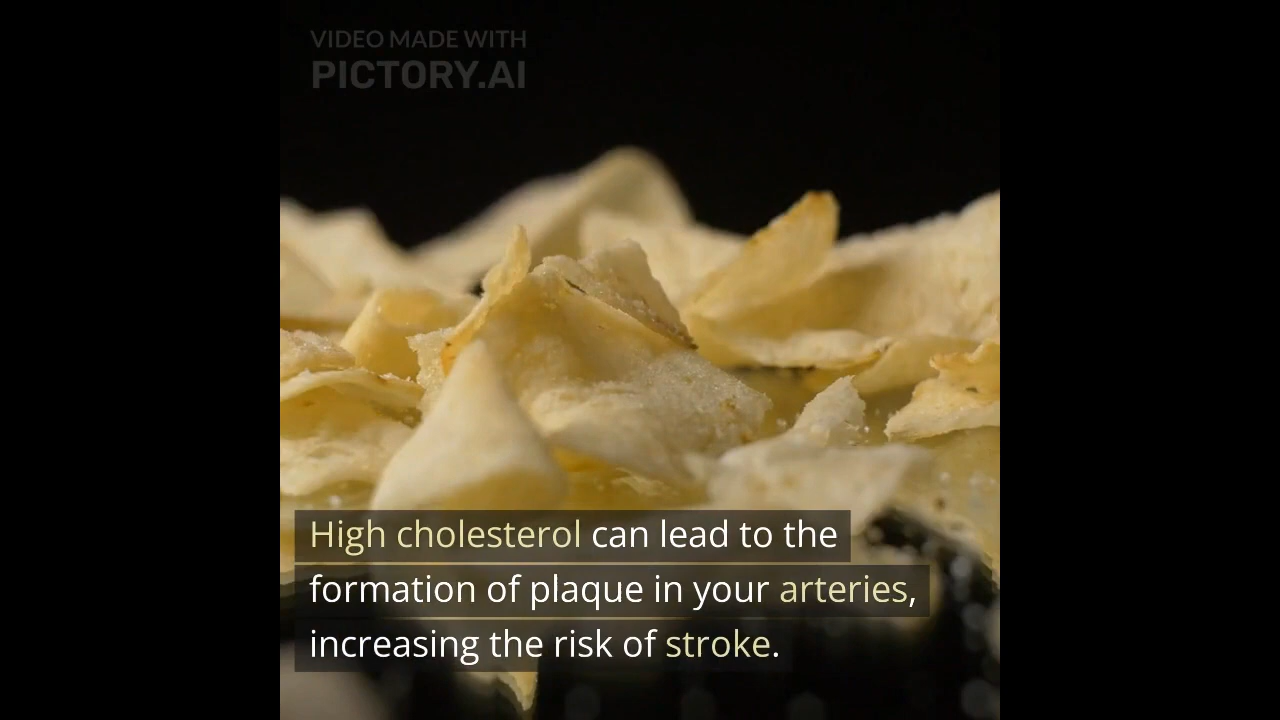 VIDEO MADE WITH
PICTORY.AI
High cholesterol can lead to the
formation of plaque in your arteries,
increasing the risk of stroke.